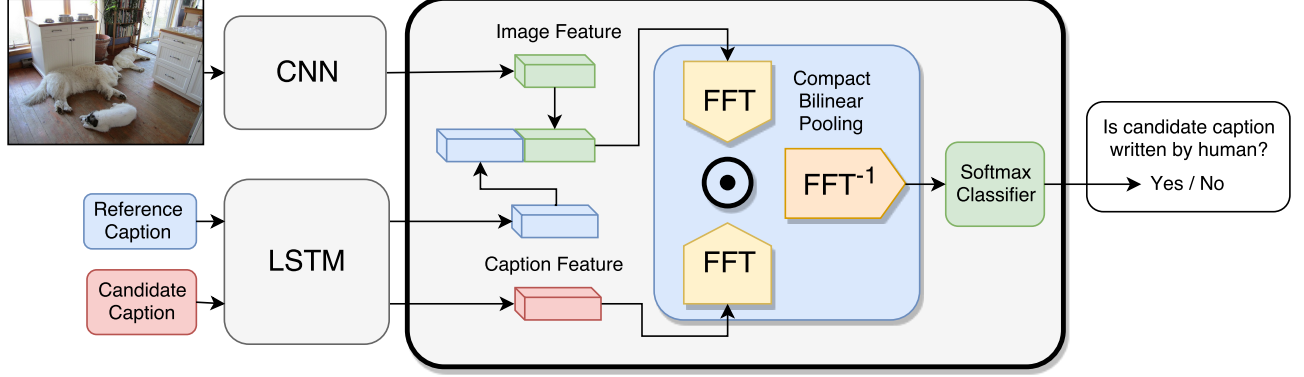 CNN
Image Feature
Reference
Caption
Candidate
Caption
LSTM
Caption Feature
FFT
Compact
Bilinear
Pooling
FFT-1
FFT
Softmax
Classifier
Is candidate caption
written by human?
Yes / No